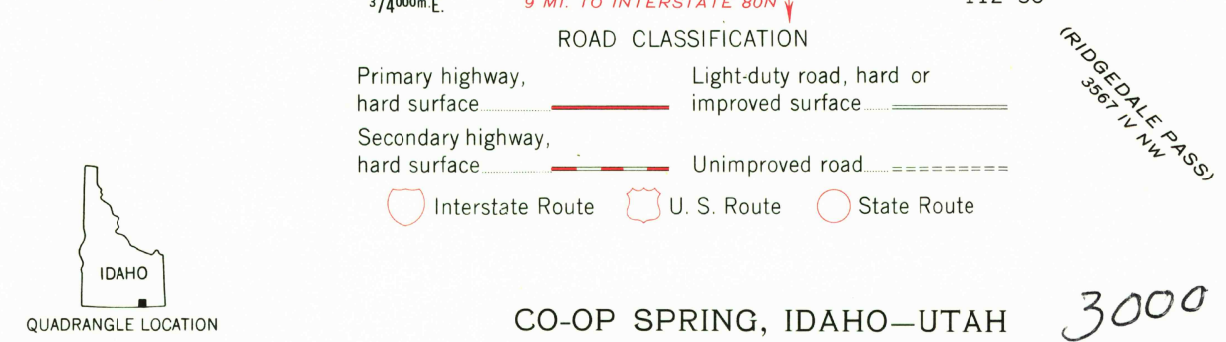 374000m.E.
9 MI. TO INTERSTATE 80N
ROAD CLASSIFICATION
Primary highway,
hard surface
Light-duty road, hard or
improved surface
Secondary highway,
hard surface
Unimproved road
Interstate Route
U. S. Route
State Route
(RIDGEDALE PASS)
3567 IV NW
IDAHO
QUADRANGLE LOCATION
CO-OP SPRING, IDAHO—UTAH
3000